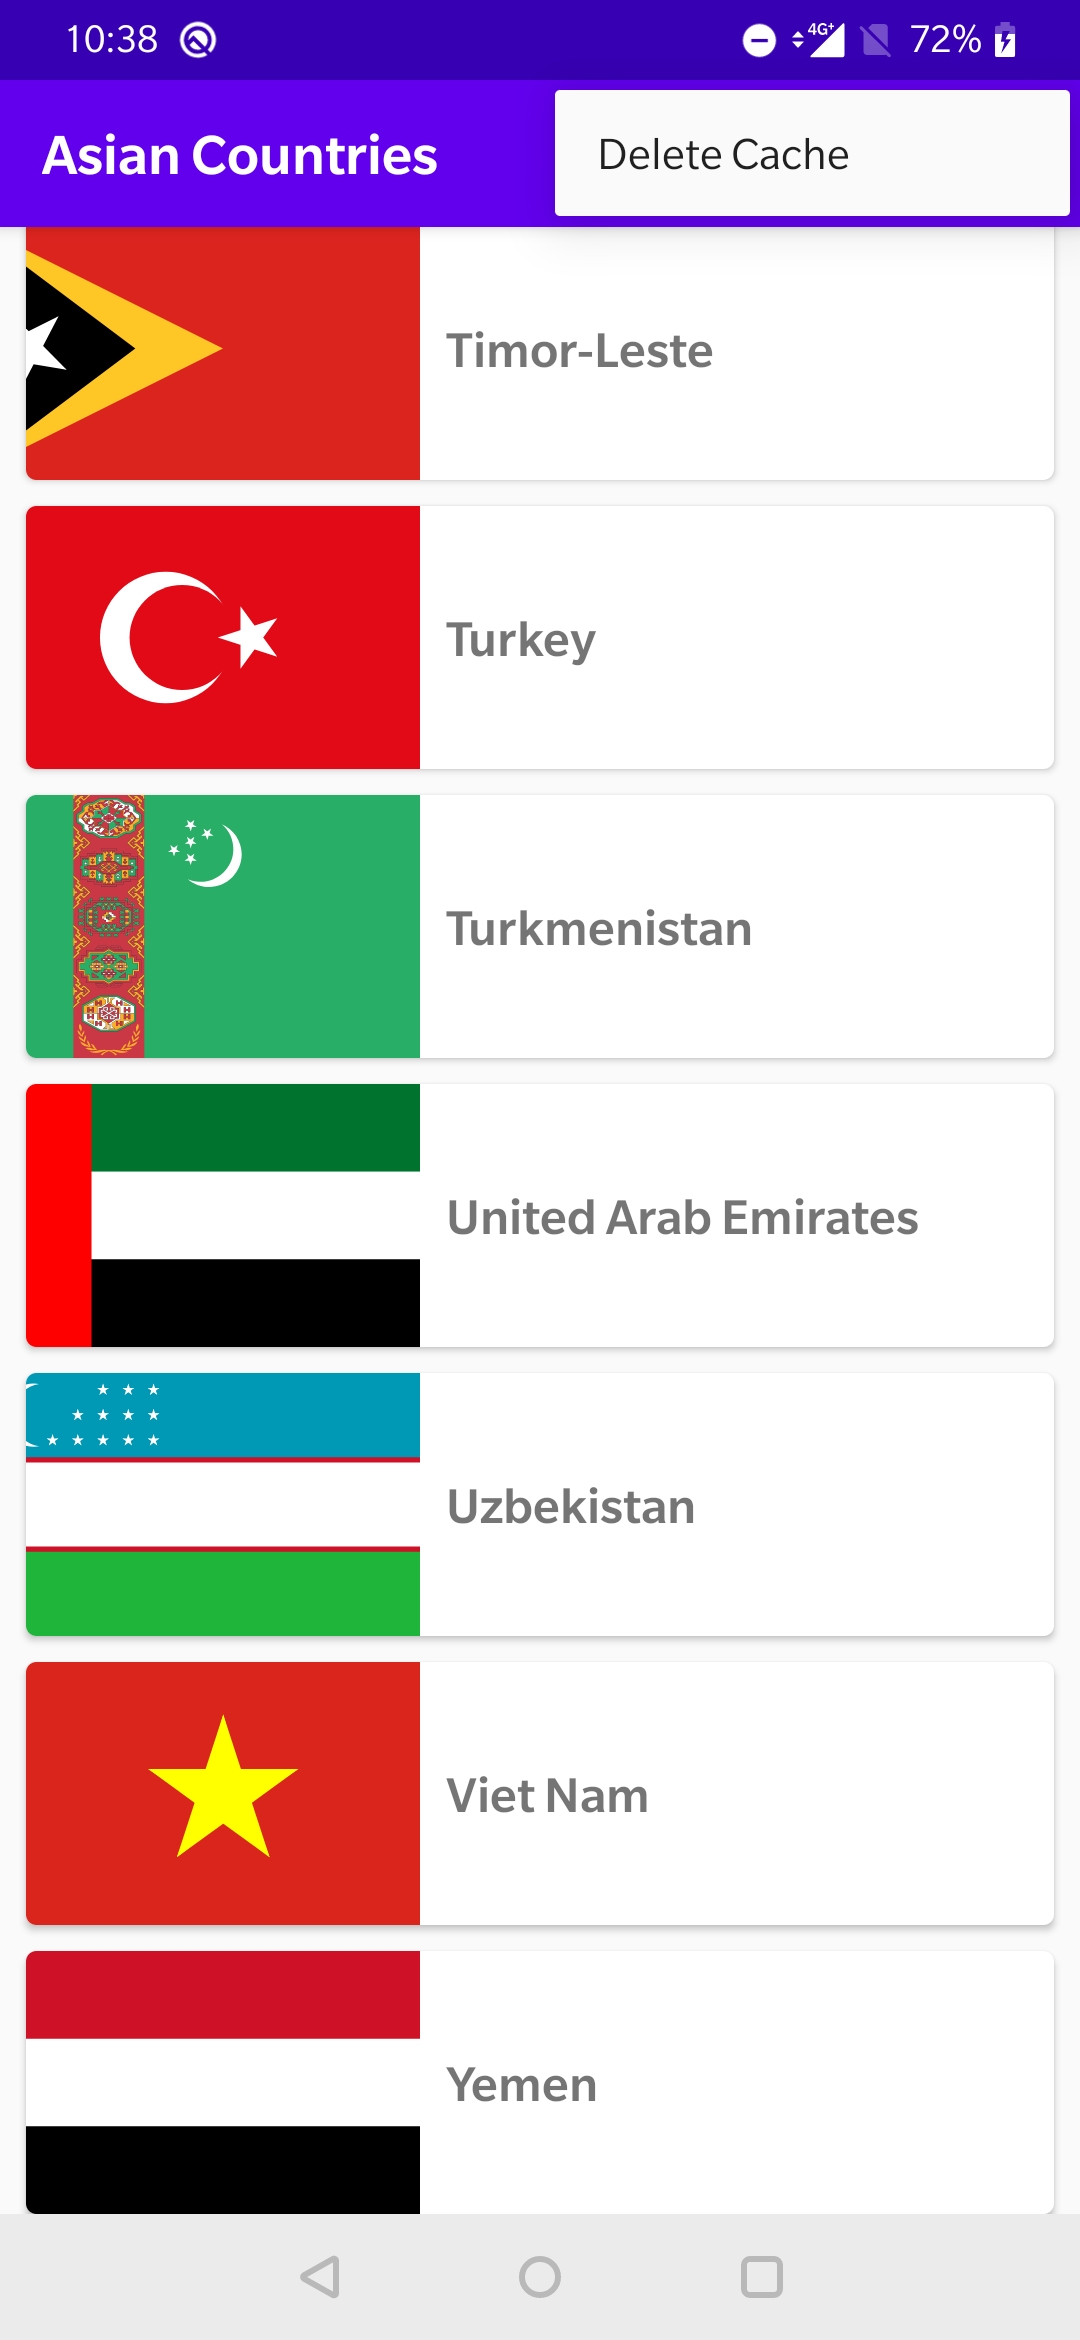 10:38
4G+
72%
Asian Countries
Delete Cache
Timor-Leste
Turkey
Turkmenistan
United Arab Emirates
Uzbekistan
Viet Nam
Yemen